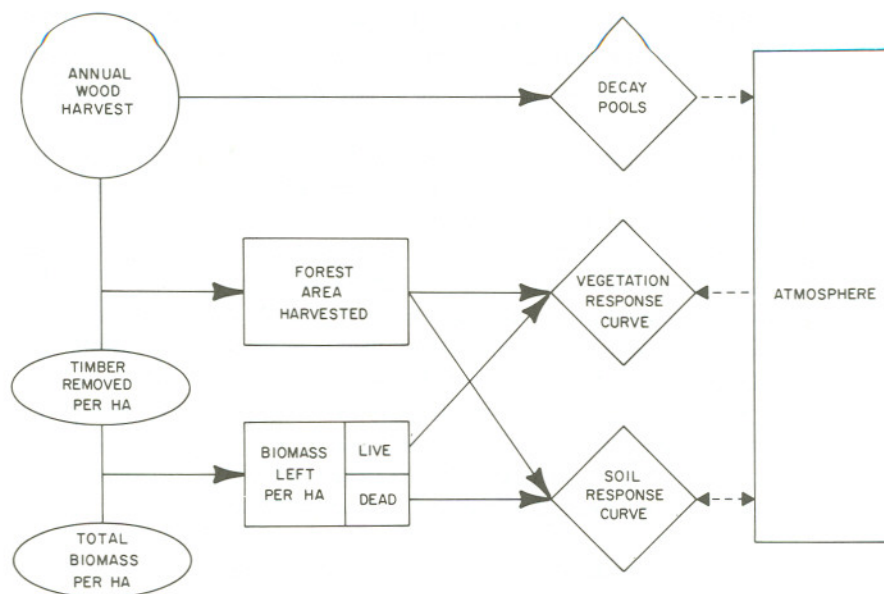 ANNUAL
WOOD
HARVEST
DECAY
POOLS
FOREST
AREA
HARVESTED
VEGETATION
RESPONSE
CURVE
ATMOSPHERE
TIMBER
REMOVED
PER HA
BIOMASS
LEFT
PER HA
LIVE
DEAD
SOIL
RESPONSE
CURVE
TOTAL
BIOMASS
PER HA